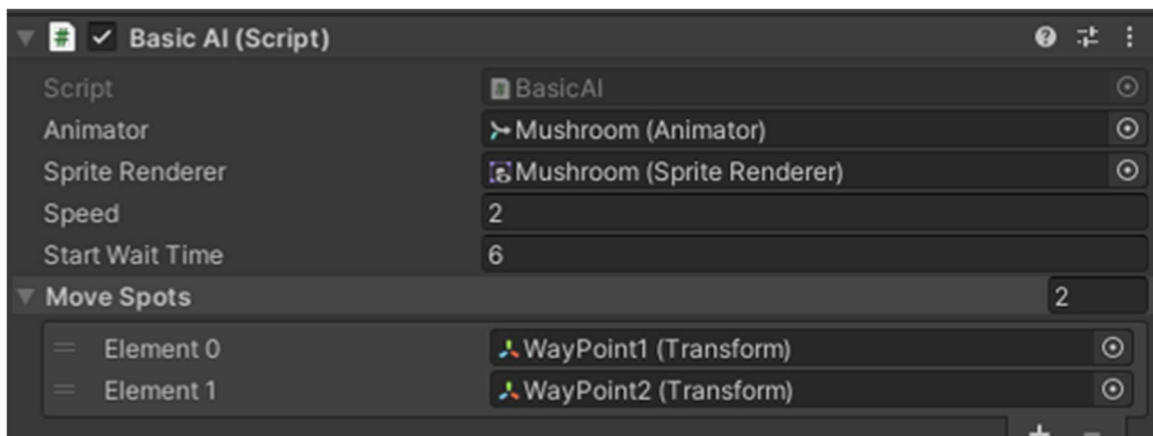 Basic AI (Script)
Script BasicAI
Animator Mushroom (Animator)
Sprite Renderer Mushroom (Sprite Renderer)
Speed 2
Start Wait Time 6
Move Spots 2
Element 0 WayPoint1 (Transform)
Element 1 WayPoint2 (Transform)